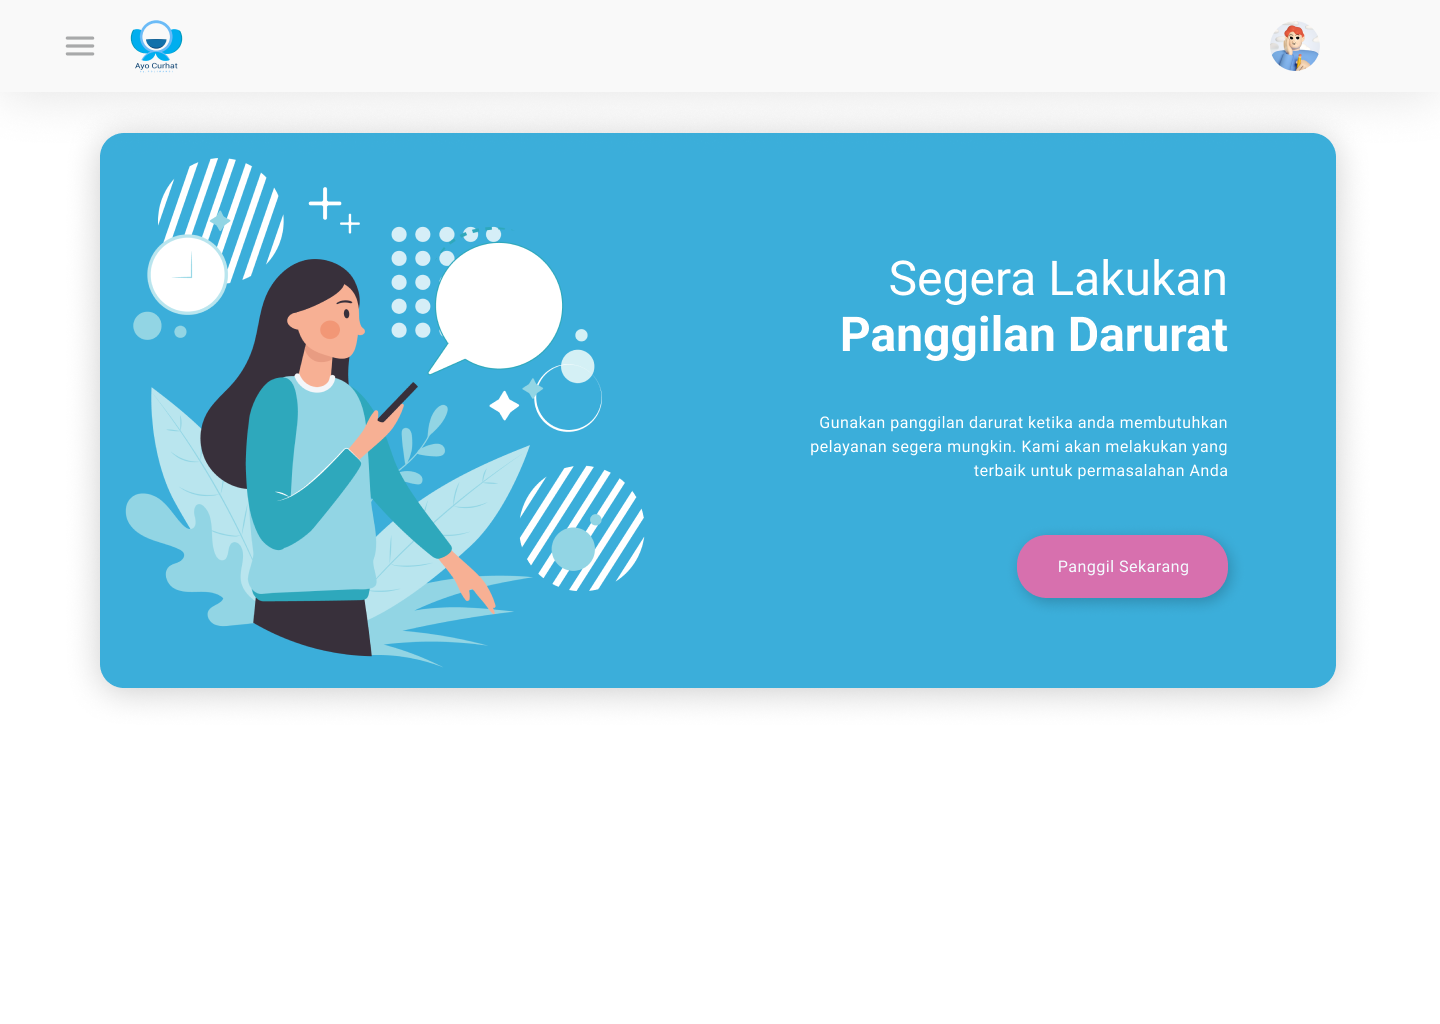 Ayo Curhat
Segera Lakukan
Panggilan Darurat
Gunakan panggilan darurat ketika anda membutuhkan
pelayanan segera mungkin. Kami akan melakukan yang
terbaik untuk permasalahan Anda
Panggil Sekarang